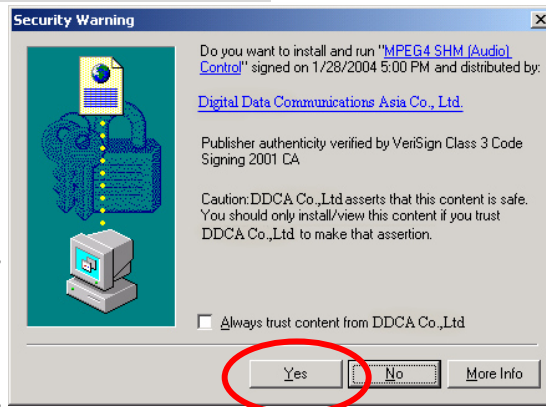 Security Warning
Do you want to install and run "MPEG4 SHM (Audio)
Control" signed on 1/28/2004 5:00 PM and distributed by:
Digital Data Communications Asia Co., Ltd.
Publisher authenticity verified by VeriSign Class 3 Code
Signing 2001 CA
Caution:DDCA Co.,Ltd asserts that this content is safe.
You should only install/view this content if you trust
DDCA Co.,Ltd to make that assertion.
Always trust content from DDCA Co.,Ltd
Yes No More Info